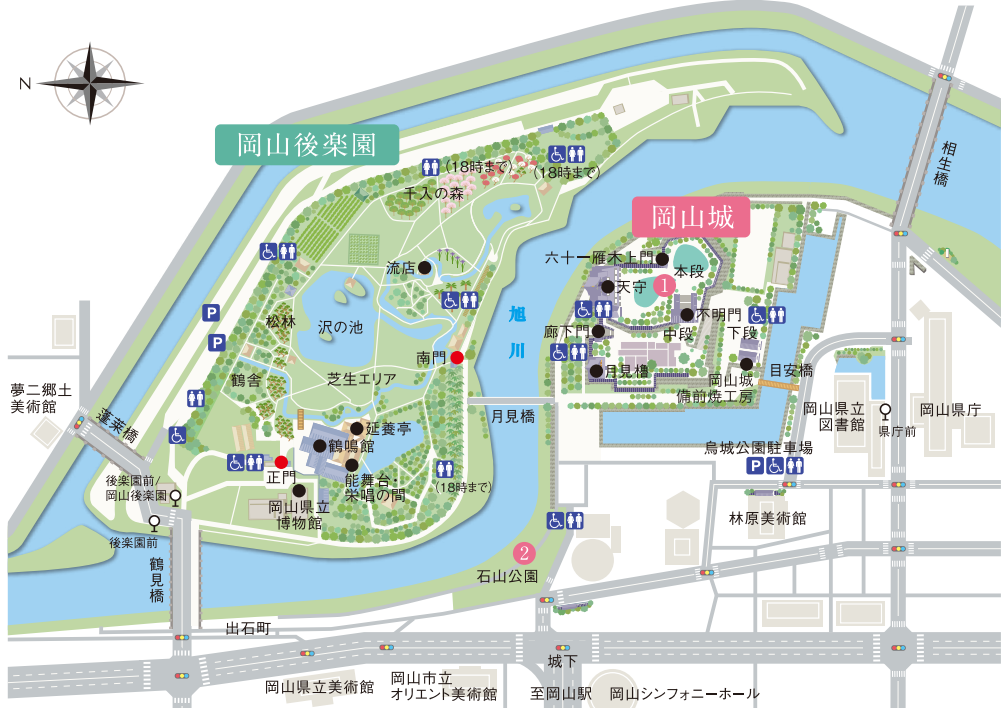 N
岡山後楽園
(18時まで)
(18時まで)
千入の森
相生橋
岡山城
六十一雁木上門
本段
流店
天守
1
旭川
P
P
松林
沢の池
廊下門
不明門
中段
下段
南門
鶴舎
芝生エリア
月見櫓
目安橋
岡山城
備前焼工房
夢二郷土
美術館
蓬莱橋
月見橋
岡山県立
図書館
県庁前
岡山県庁
延養亭
鶴鳴館
烏城公園駐車場
P
正門
能舞台・
栄唱の間
(18時まで)
後楽園前/
岡山後楽園
岡山県立
博物館
林原美術館
後楽園前
2
石山公園
鶴見橋
出石町
城下
岡山県立美術館
岡山市立
オリエント美術館
至岡山駅
岡山シンフォニーホール